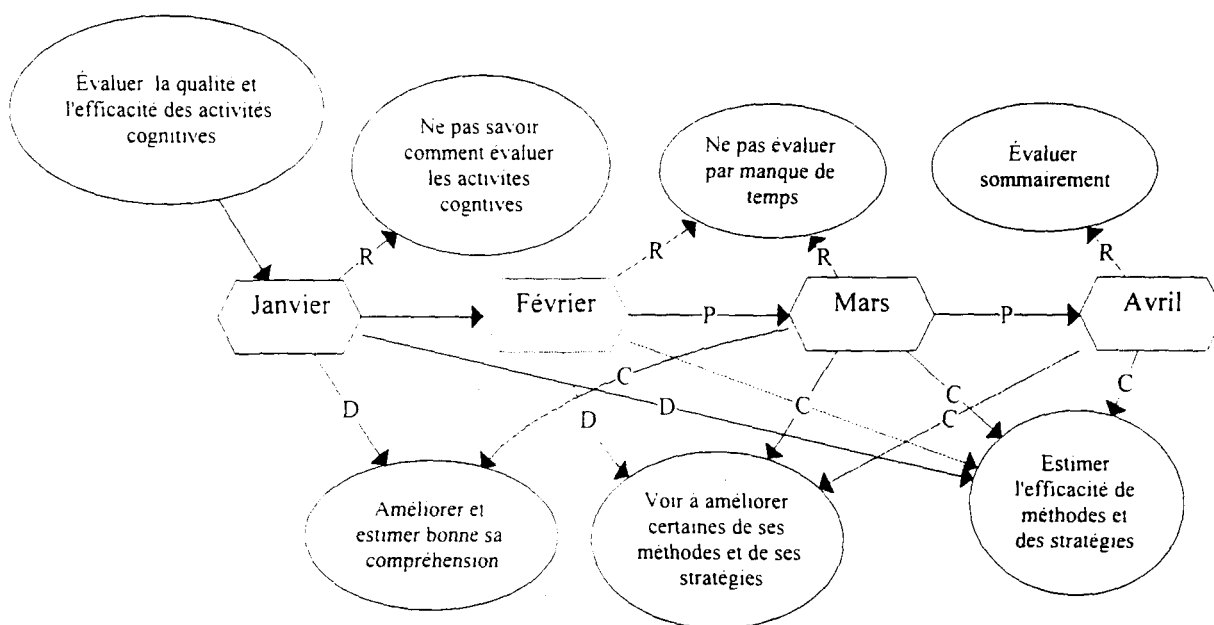 Évaluer la qualité et
l'efficacité des activités
cognitives
Ne pas savoir
comment évaluer
les activites
cogntives
Ne pas évaluer
par manque de
temps
Évaluer
sommairement
R
R
R
R
Janvier
Février
P
Mars
P
Avril
D
C
D
D
C
C
C
C
Améliorer et
estimer bonne sa
compréhension
Voir à améliorer
certaines de ses
méthodes et de ses
stratégies
Estimer
l'efficacité de
méthodes et
des stratégies